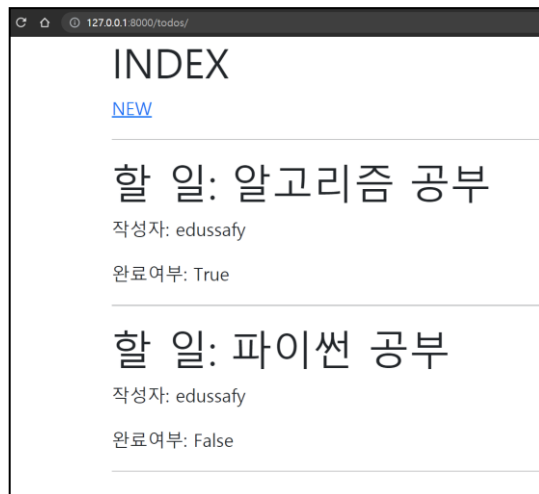 127.0.0.1:8000/todos/
INDEX
NEW
할 일: 알고리즘 공부
작성자: edussafy
완료여부: True
할 일: 파이썬 공부
작성자: edussafy
완료여부: False